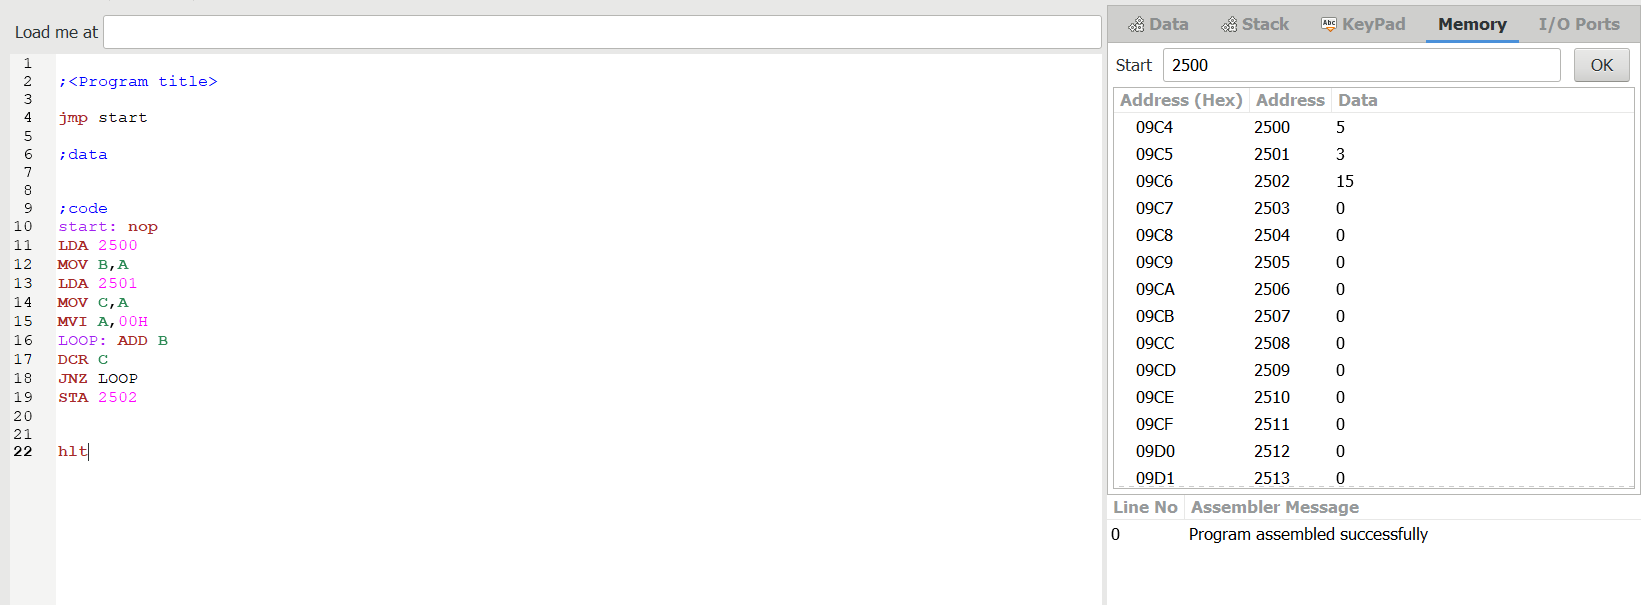 Load me at
1
2 ;<Program title>
3
4 jmp start
5
6 ;data
7
8
9 ;code
10 start: nop
11 LDA 2500
12 MOV B,A
13 LDA 2501
14 MOV C,A
15 MVI A,00H
16 LOOP: ADD B
17 DCR C
18 JNZ LOOP
19 STA 2502
20
21
22 hlt
Data Stack Abc KeyPad Memory I/O Ports
Start 2500 OK
Address (Hex) Address Data
09C4 2500 5
09C5 2501 3
09C6 2502 15
09C7 2503 0
09C8 2504 0
09C9 2505 0
09CA 2506 0
09CB 2507 0
09CC 2508 0
09CD 2509 0
09CE 2510 0
09CF 2511 0
09D0 2512 0
09D1 2513 0
Line No Assembler Message
0 Program assembled successfully